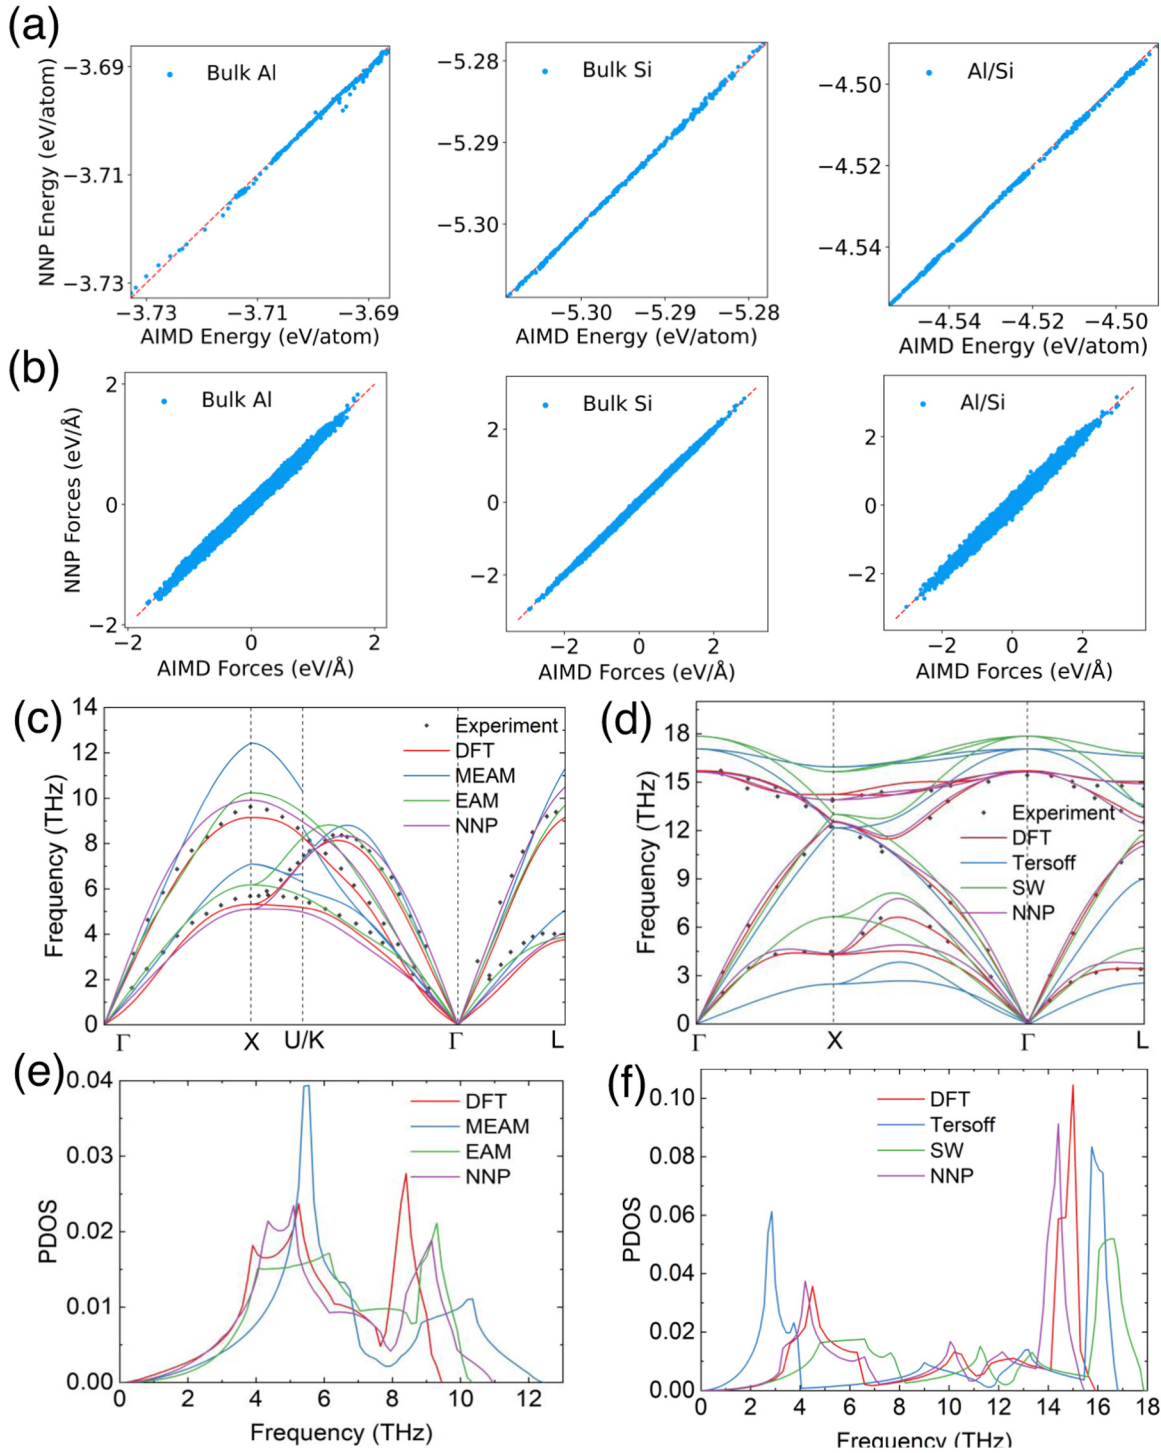 (a)
−3.69
−3.71
−3.73
NNP Energy (eV/atom)
Bulk Al
−3.73 −3.71 −3.69
AIMD Energy (eV/atom)
−5.28
−5.29
−5.30
Bulk Si
−5.30 −5.29 −5.28
AIMD Energy (eV/atom)
−4.50
−4.52
−4.54
Al/Si
−4.54 −4.52 −4.50
AIMD Energy (eV/atom)
(b)
2
0
−2
NNP Forces (eV/Å)
Bulk Al
−2 0 2
AIMD Forces (eV/Å)
2
0
−2
Bulk Si
−2 0 2
AIMD Forces (eV/Å)
2
0
−2
Al/Si
−2 0 2
AIMD Forces (eV/Å)
(c)
14
12
10
8
6
4
2
0
Frequency (THz)
Experiment
DFT
MEAM
EAM
NNP
Γ X U/K Γ L
(d)
18
15
12
9
6
3
0
Frequency (THz)
Experiment
DFT
Tersoff
SW
NNP
Γ X Γ L
(e)
0.04
0.03
0.02
0.01
0.00
PDOS
DFT
MEAM
EAM
NNP
0 2 4 6 8 10 12
Frequency (THz)
(f)
0.10
0.08
0.06
0.04
0.02
0.00
PDOS
DFT
Tersoff
SW
NNP
0 2 4 6 8 10 12 14 16 18
Frequency (THz)